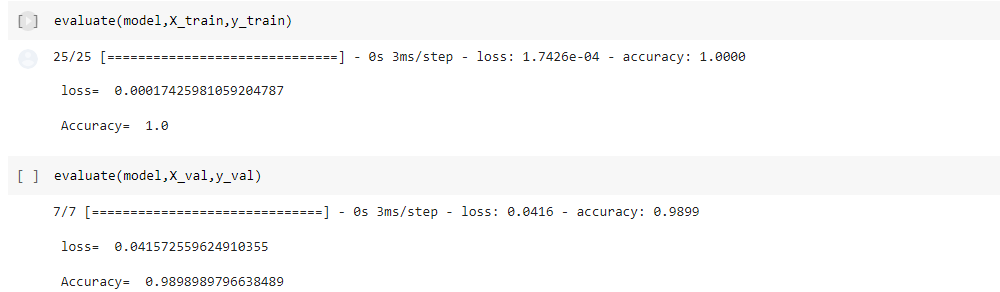 [ ] evaluate(model,X_train,y_train)
25/25 [==============================] - 0s 3ms/step - loss: 1.7426e-04 - accuracy: 1.0000
loss=  0.00017425981059204787
Accuracy=  1.0
[ ] evaluate(model,X_val,y_val)
7/7 [==============================] - 0s 3ms/step - loss: 0.0416 - accuracy: 0.9899
loss=  0.041572559624910355
Accuracy=  0.9898989796638489